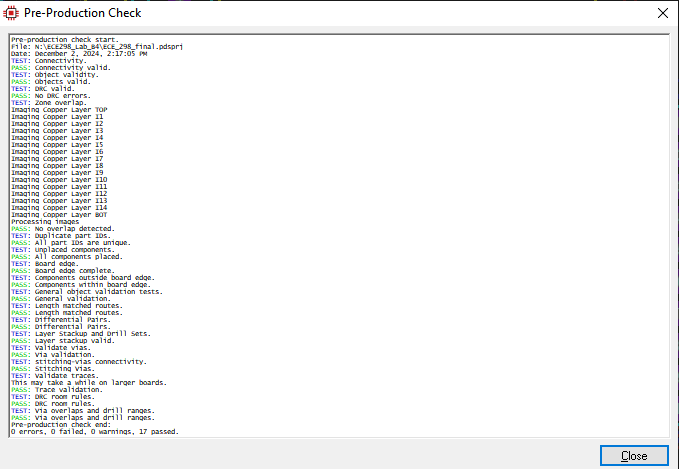 Pre-Production Check
Pre-production check start.
File: N:\ECE298_Lab_B4\ECE_298_final.pdsprj
Date: December 2, 2024, 2:17:05 PM
TEST: Connectivity.
PASS: Connectivity valid.
TEST: Object validity.
PASS: Objects valid.
TEST: DRC valid.
PASS: No DRC errors.
TEST: Zone overlap.
Imaging Copper Layer TOP
Imaging Copper Layer I1
Imaging Copper Layer I2
Imaging Copper Layer I3
Imaging Copper Layer I4
Imaging Copper Layer I5
Imaging Copper Layer I6
Imaging Copper Layer I7
Imaging Copper Layer I8
Imaging Copper Layer I9
Imaging Copper Layer I10
Imaging Copper Layer I11
Imaging Copper Layer I12
Imaging Copper Layer I13
Imaging Copper Layer I14
Imaging Copper Layer BOT
Processing images
PASS: No overlap detected.
TEST: Duplicate part IDs.
PASS: All part IDs are unique.
TEST: Unplaced components.
PASS: All components placed.
TEST: Board edge.
PASS: Board edge complete.
TEST: Components outside board edge.
PASS: Components within board edge.
TEST: General object validation tests.
PASS: General validation.
TEST: Length matched routes.
PASS: Length matched routes.
TEST: Differential Pairs.
PASS: Differential Pairs.
TEST: Layer Stackup and Drill Sets.
PASS: Layer stackup valid.
TEST: Validate vias.
PASS: Via validation.
TEST: stitching-vias connectivity.
PASS: Stitching Vias.
TEST: Validate traces.
This may take a while on larger boards.
PASS: Trace validation.
TEST: DRC room rules.
PASS: DRC room rules.
TEST: Via overlaps and drill ranges.
PASS: Via overlaps and drill ranges.
Pre-production check end:
0 errors, 0 failed, 0 warnings, 17 passed.
Close